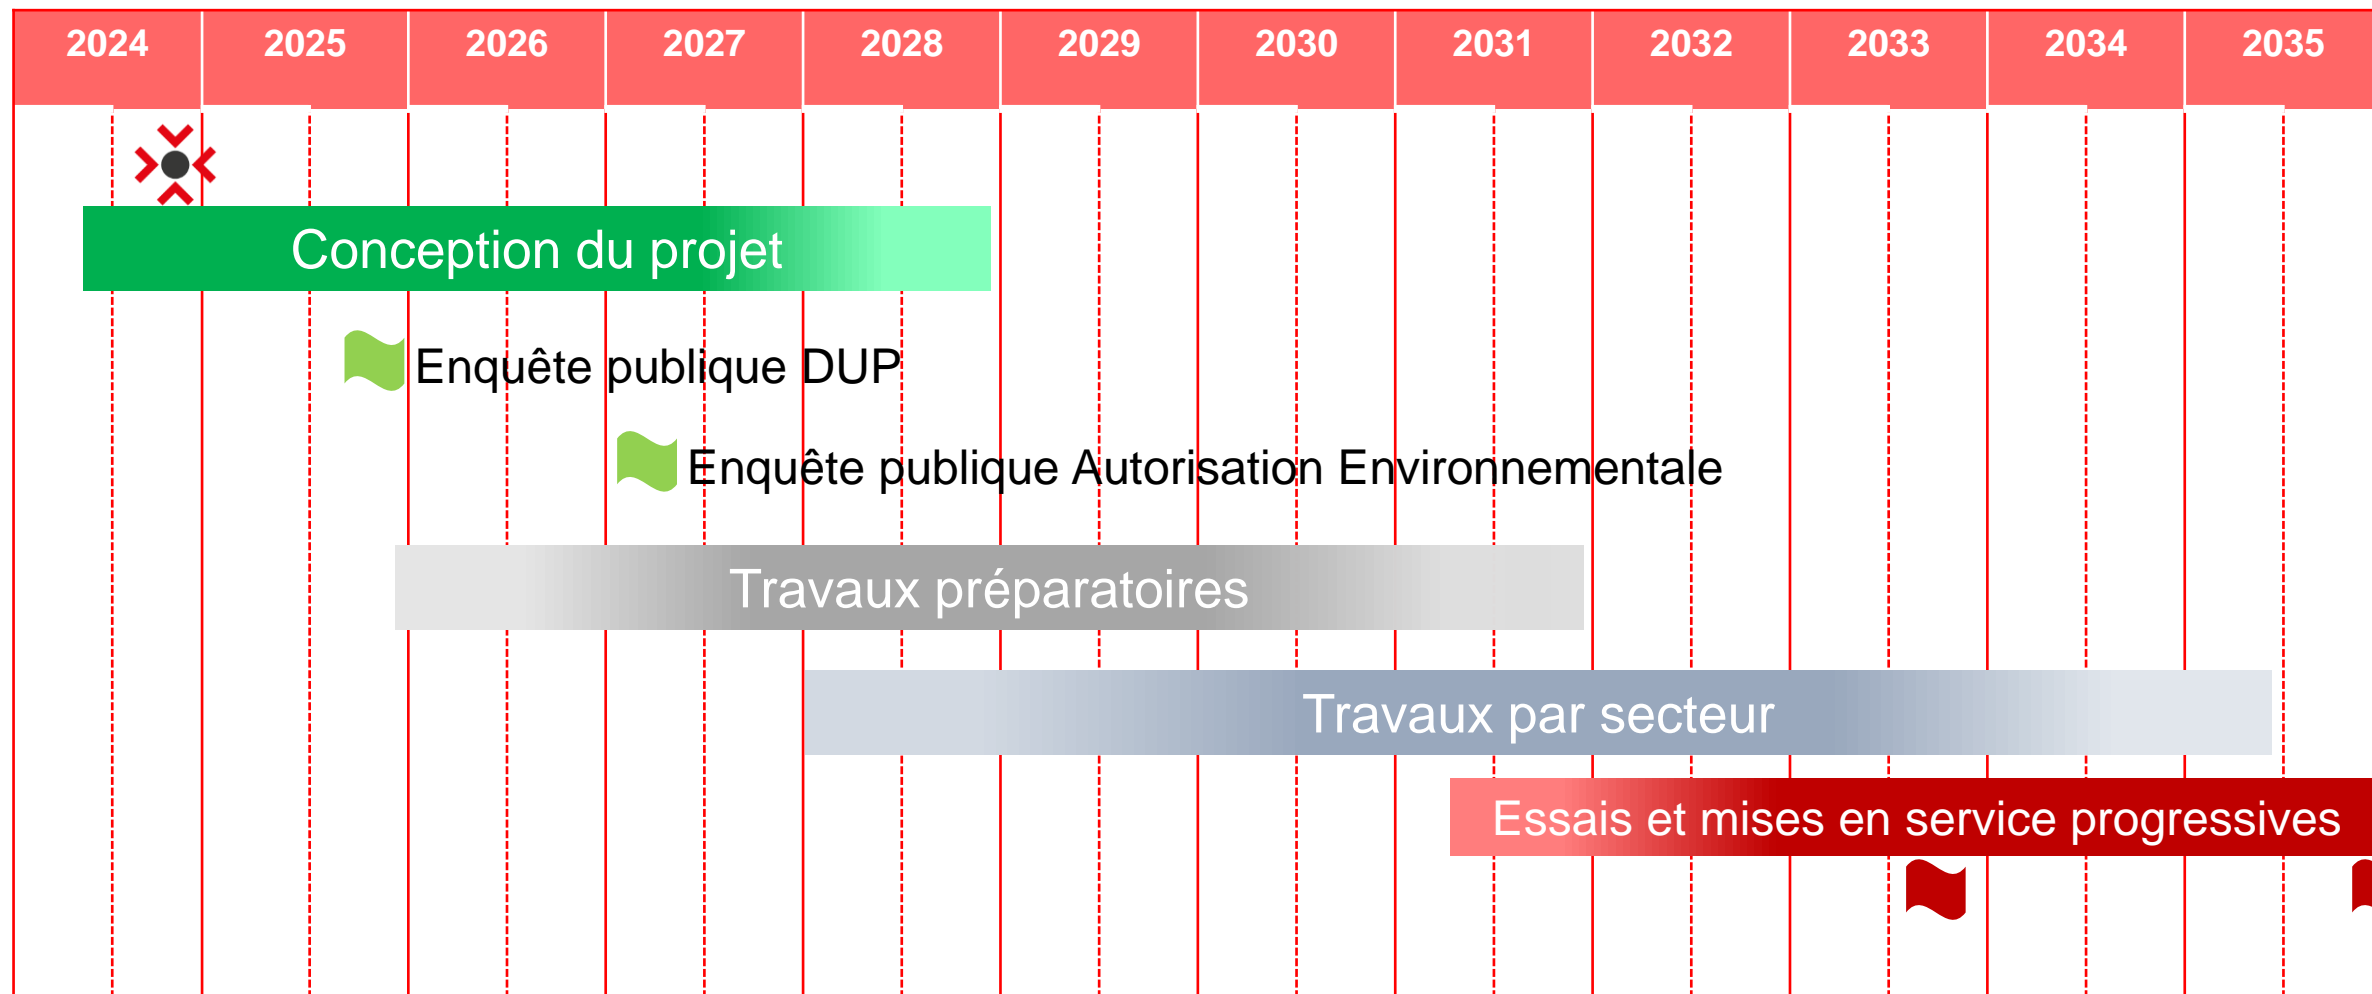 2024 2025 2026 2027 2028 2029 2030 2031 2032 2033 2034 2035
Conception du projet
Enquête publique DUP
Enquête publique Autorisation Environnementale
Travaux préparatoires
Travaux par secteur
Essais et mises en service progressives